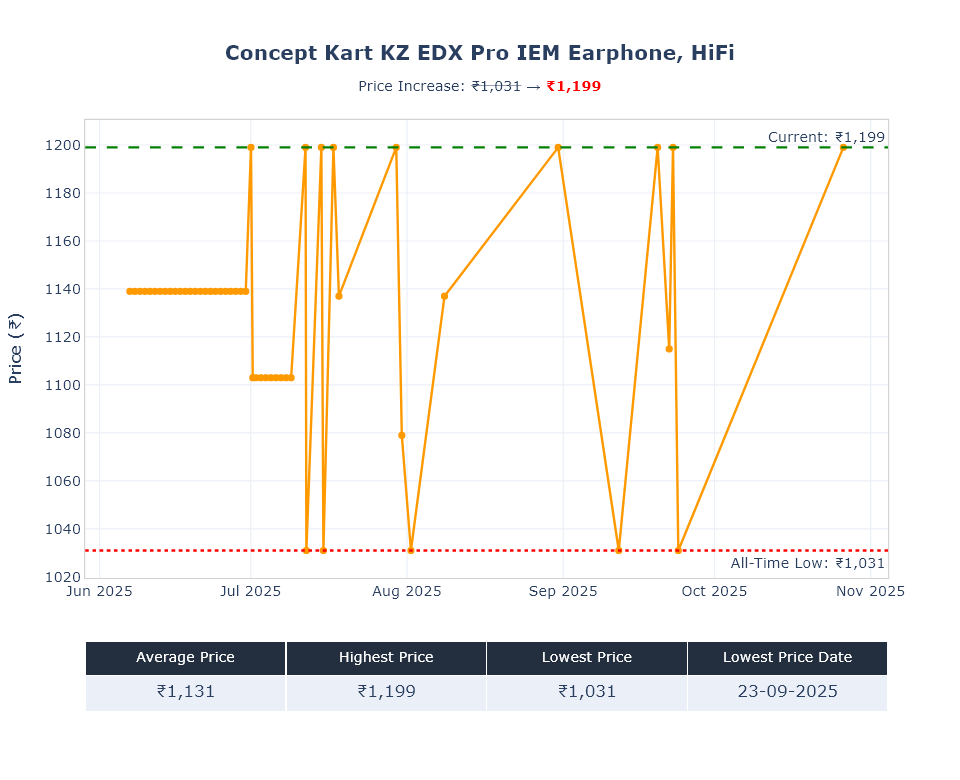 Concept Kart KZ EDX Pro IEM Earphone, HiFi
Price Increase: ₹1,031 → ₹1,199
Current: ₹1,199
1200
1180
1160
1140
1120
1100
1080
1060
1040
1020
Price (₹)
All-Time Low: ₹1,031
Jun 2025 Jul 2025 Aug 2025 Sep 2025 Oct 2025 Nov 2025
Average Price Highest Price Lowest Price Lowest Price Date
₹1,131 ₹1,199 ₹1,031 23-09-2025